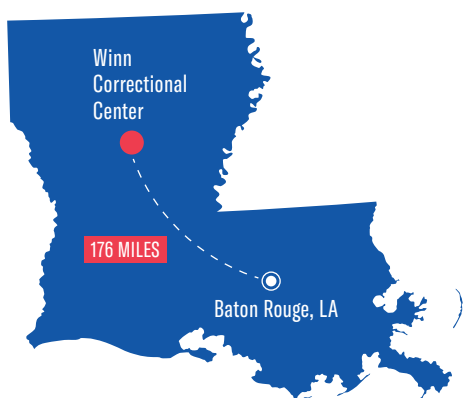 Winn
Correctional
Center
176 MILES
Baton Rouge, LA